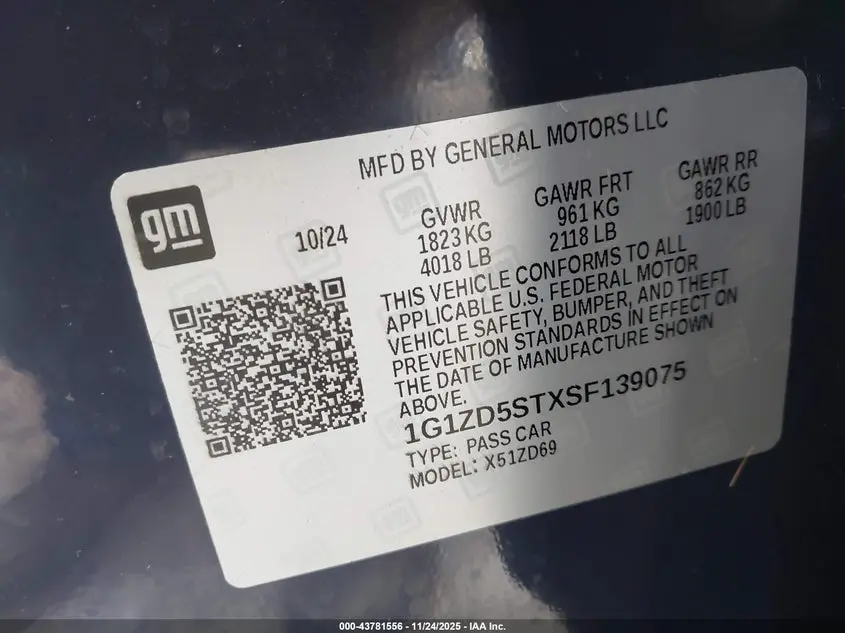 MFD BY GENERAL MOTORS LLC
gm
10/24
GVWR
1823 KG
4018 LB
GAWR FRT
961 KG
2118 LB
GAWR RR
862 KG
1900 LB
THIS VEHICLE CONFORMS TO ALL
APPLICABLE U.S. FEDERAL MOTOR
VEHICLE SAFETY, BUMPER, AND THEFT
PREVENTION STANDARDS IN EFFECT ON
THE DATE OF MANUFACTURE SHOWN
ABOVE.
1G1ZD5STXSF139075
TYPE: PASS CAR
MODEL: X51ZD69
000-43781556 - 11/24/2025 - IAA Inc.